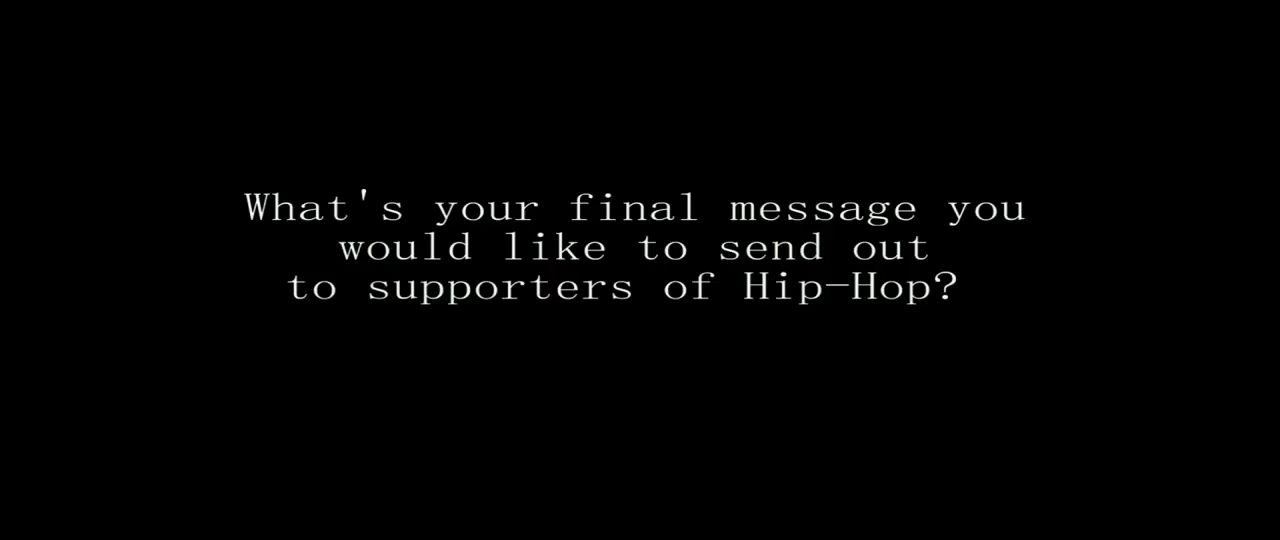 What's your final message you
would like to send out
to supporters of Hip-Hop?